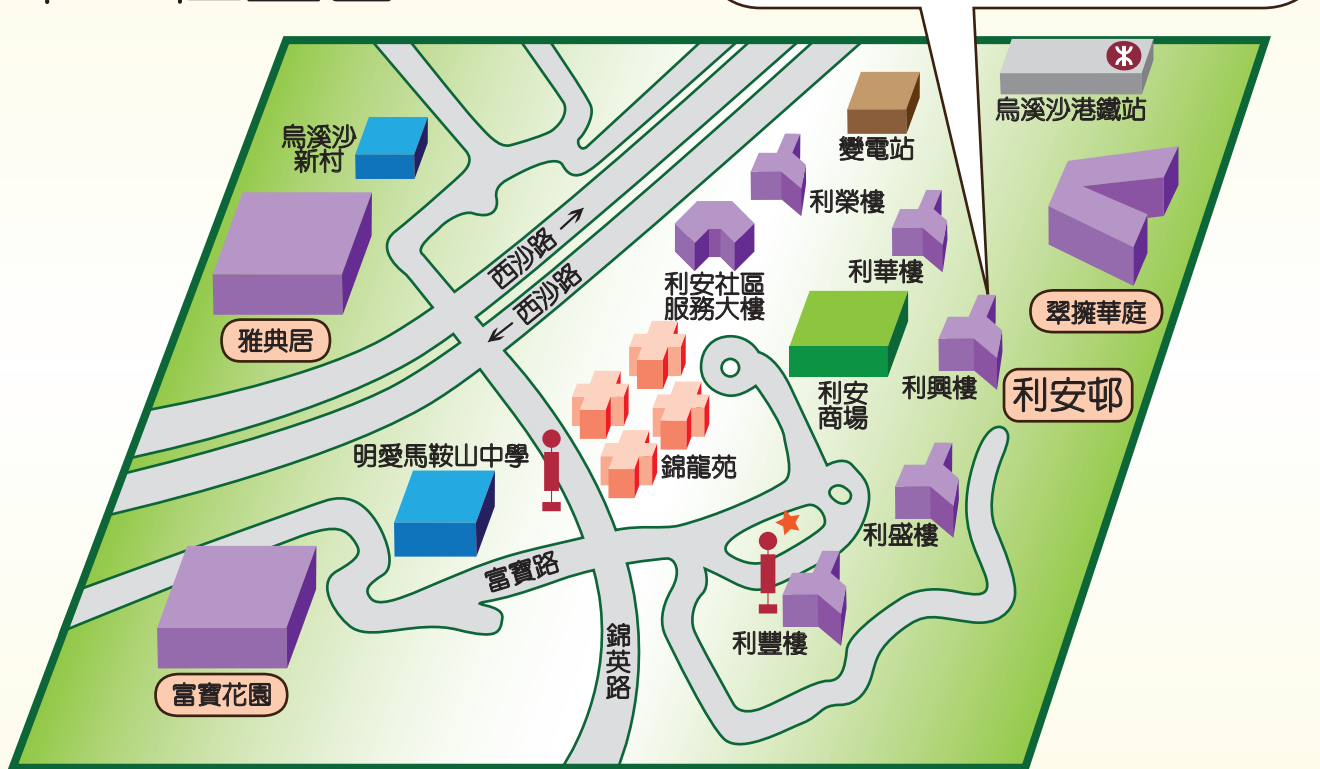 烏溪沙港鐵站
烏溪沙
新村
變電站
利榮樓
西沙路
西沙路
利華樓
利安社區
服務大樓
翠擁華庭
雅典居
利安
商場
利興樓
利安邨
明愛馬鞍山中學
錦龍苑
利盛樓
富寶路
利豐樓
錦英路
富寶花園